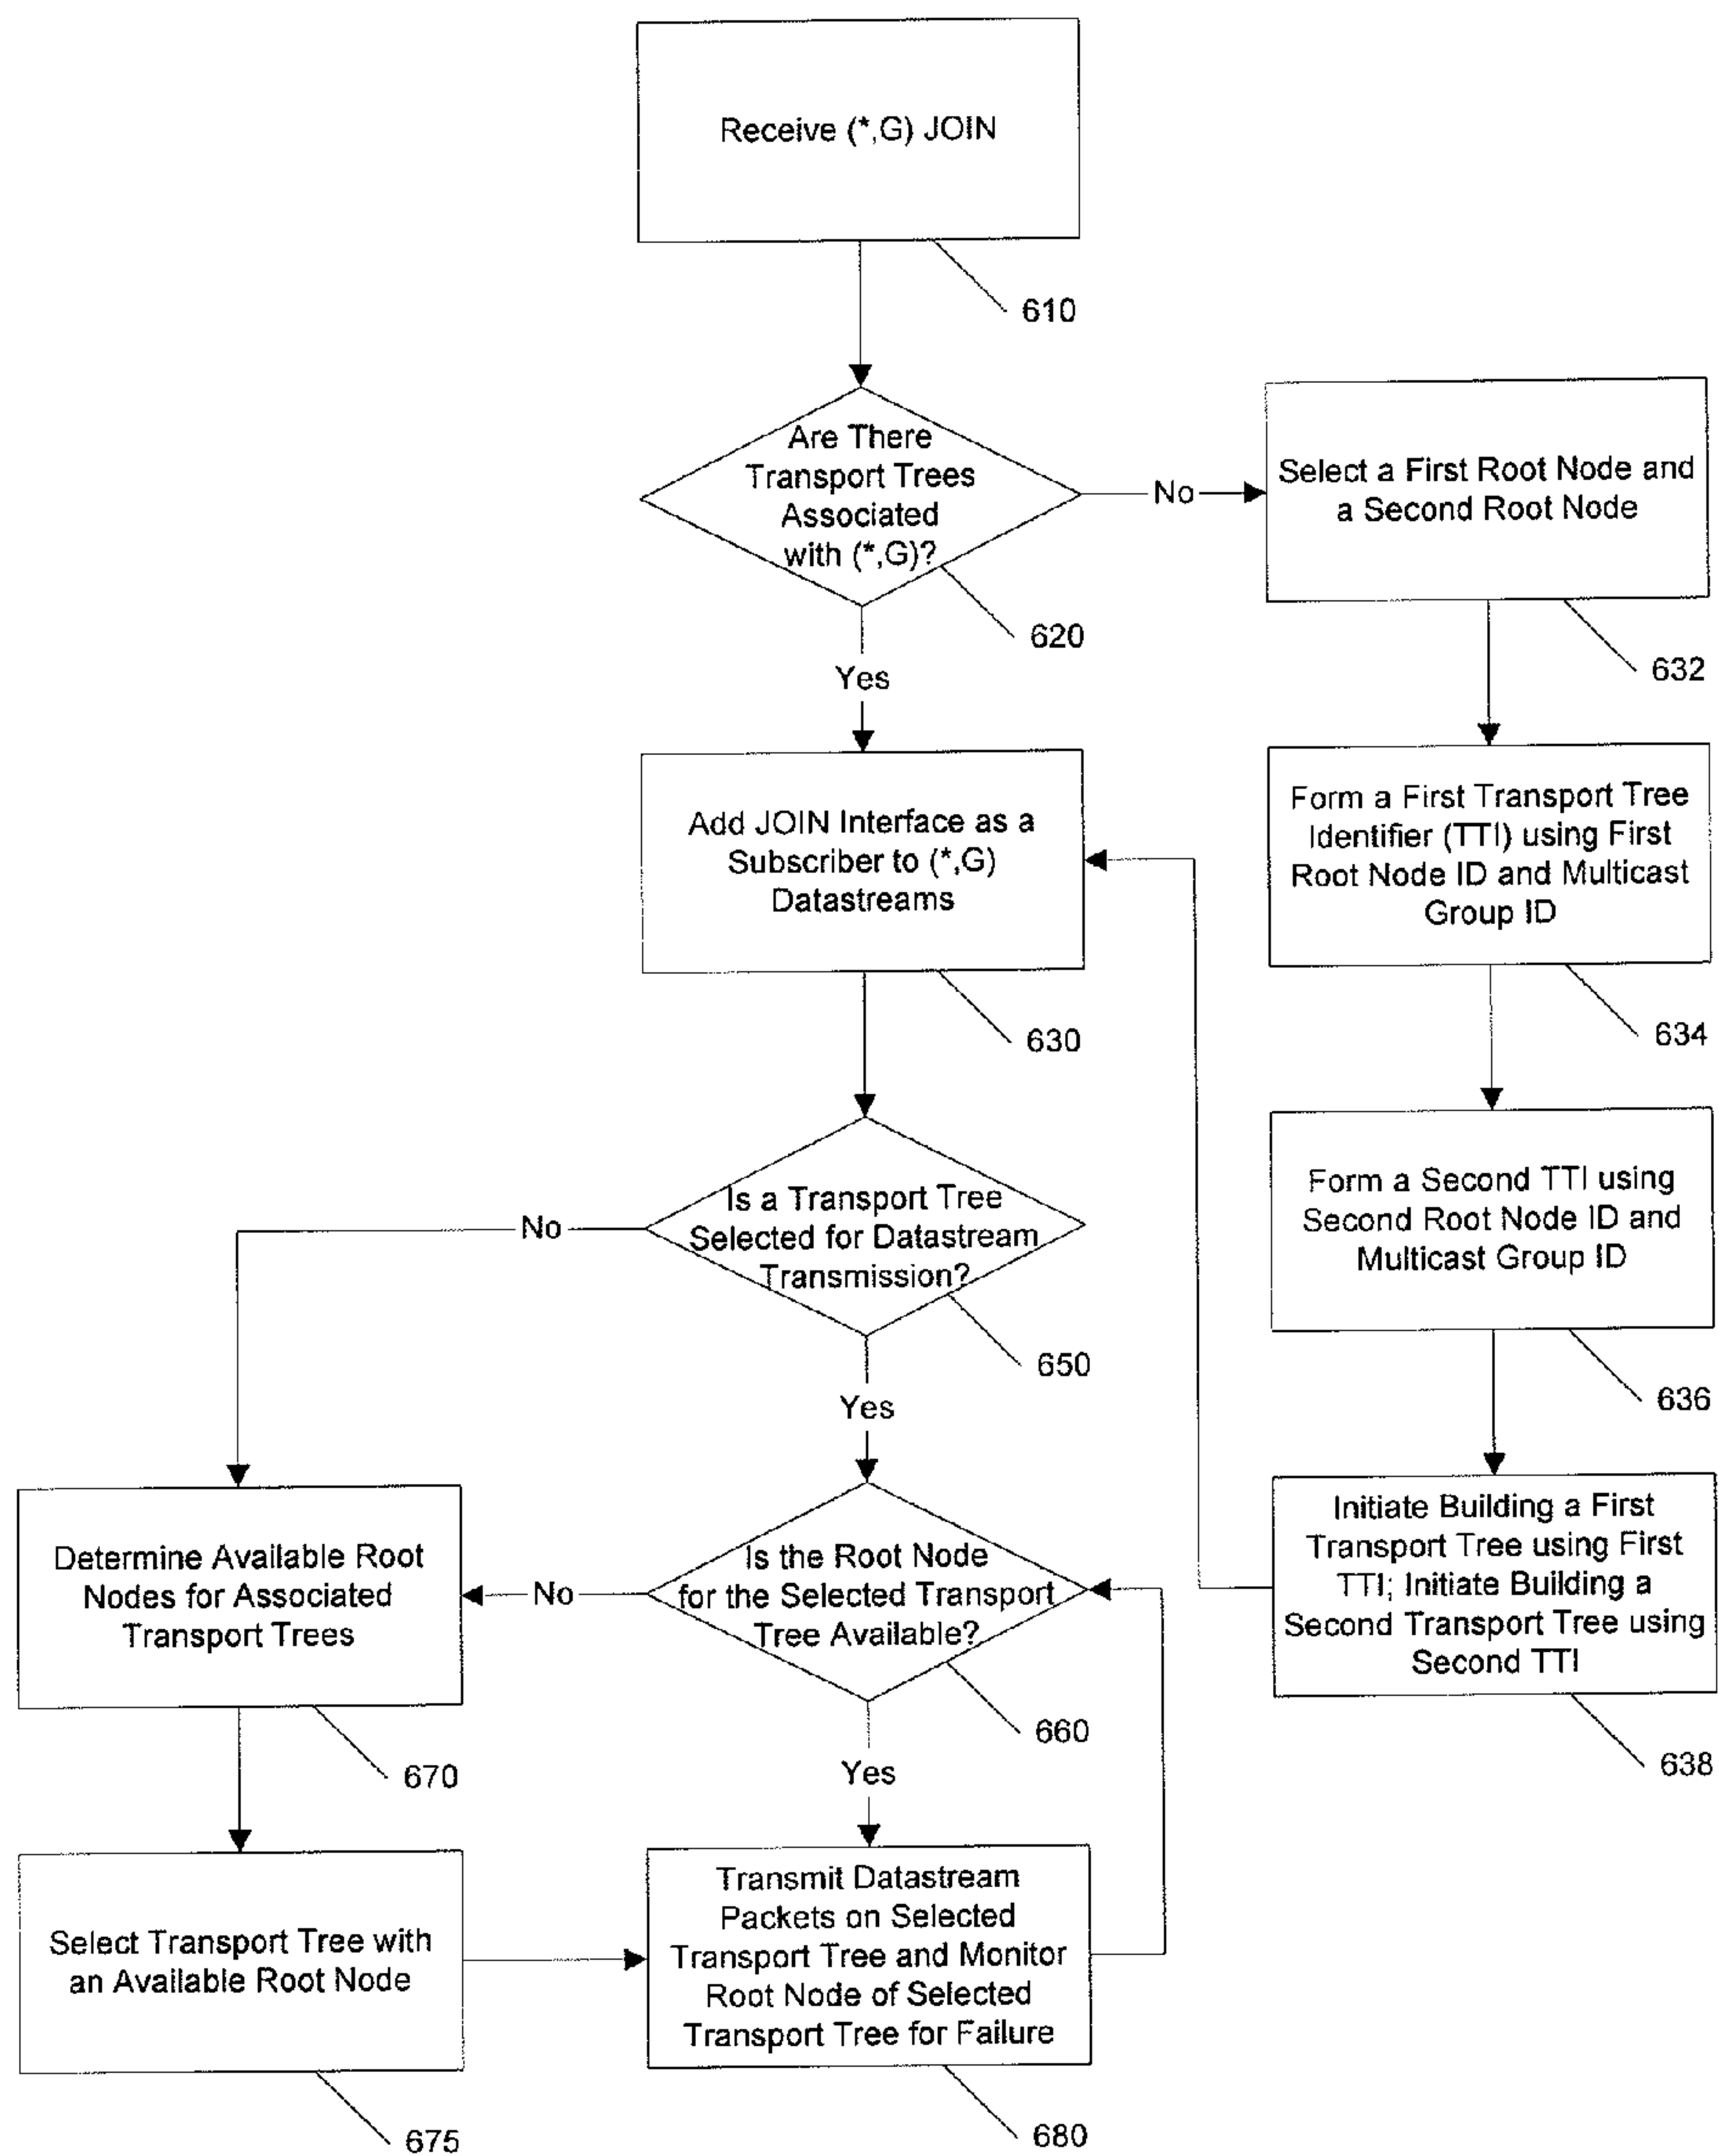 Receive (*,G) JOIN
610
Are There
Transport Trees
Associated
with (*,G)?
620
No
Yes
Select a First Root Node and
a Second Root Node
632
Form a First Transport Tree
Identifier (TTI) using First
Root Node ID and Multicast
Group ID
634
Add JOIN Interface as a
Subscriber to (*,G)
Datastreams
630
Form a Second TTI using
Second Root Node ID and
Multicast Group ID
636
Is a Transport Tree
Selected for Datastream
Transmission?
650
No
Yes
Initiate Building a First
Transport Tree using First
TTI; Initiate Building a
Second Transport Tree using
Second TTI
638
Is the Root Node
for the Selected Transport
Tree Available?
660
No
Yes
Determine Available Root
Nodes for Associated
Transport Trees
670
Select Transport Tree with
an Available Root Node
675
Transmit Datastream
Packets on Selected
Transport Tree and Monitor
Root Node of Selected
Transport Tree for Failure
680